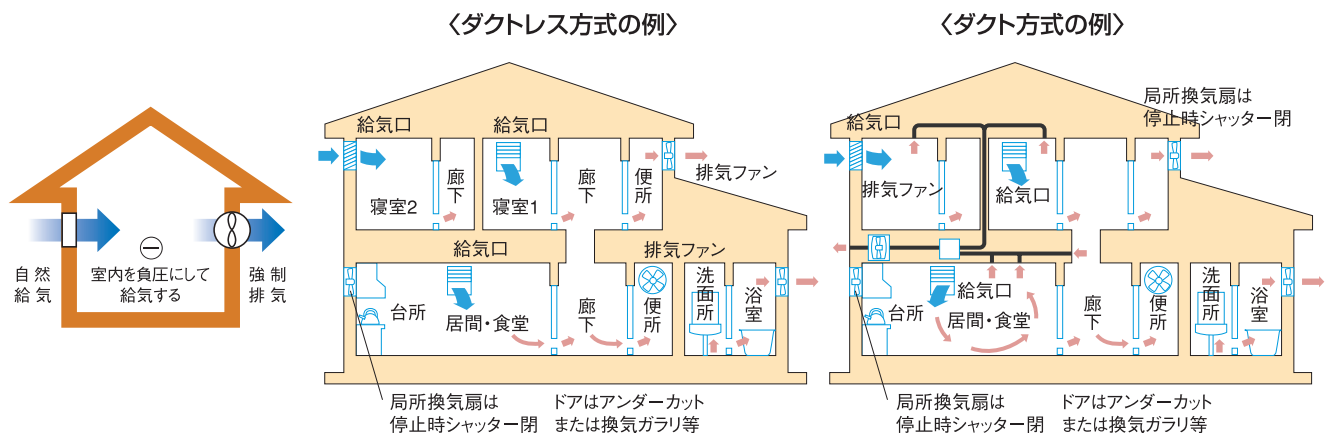 自然
給気
⊖
室内を負圧にして
給気する
強制
排気
〈ダクトレス方式の例〉
給気口
給気口
排気ファン
寝室2
廊下
寝室1
廊下
便所
給気口
排気ファン
台所
居間・食堂
廊下
便所
洗面所
浴室
局所換気扇は
停止時シャッター閉
ドアはアンダーカット
または換気ガラリ等
〈ダクト方式の例〉
局所換気扇は
停止時シャッター閉
給気口
排気ファン
給気口
給気口
台所
居間・食堂
廊下
便所
洗面所
浴室
局所換気扇は
停止時シャッター閉
ドアはアンダーカット
または換気ガラリ等